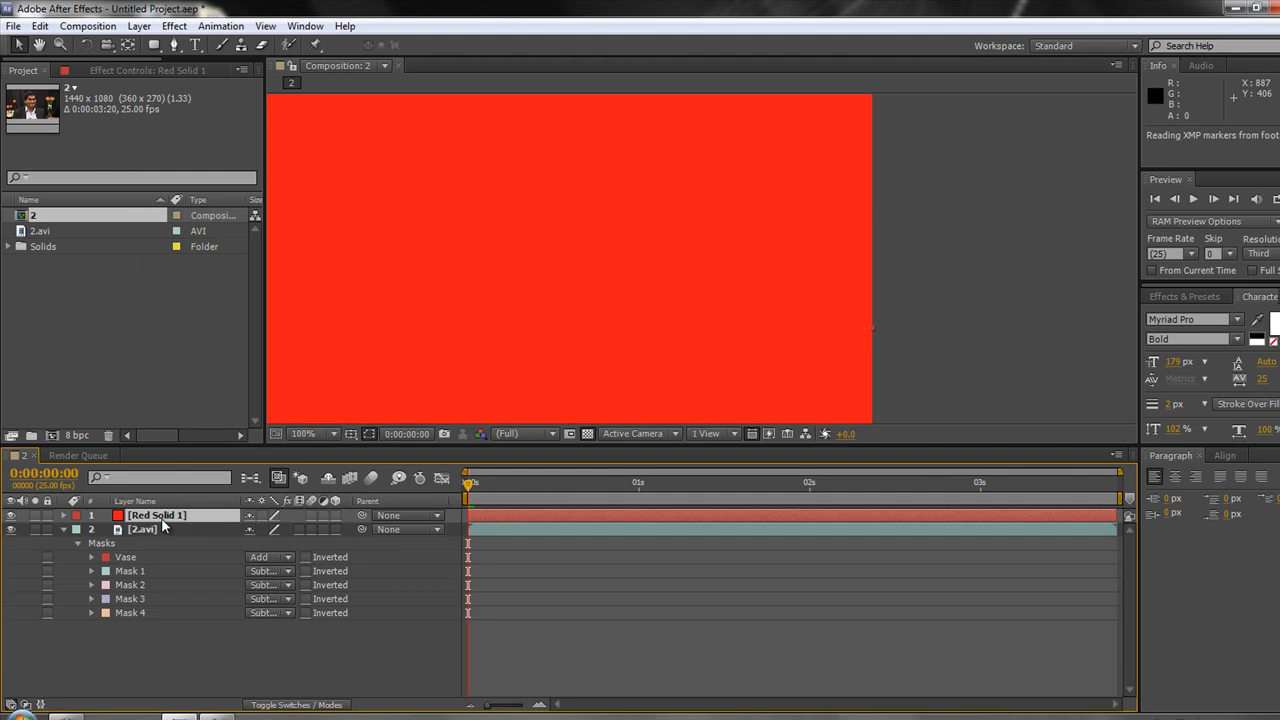 Adobe After Effects - Untitled Project.aep *
File Edit Composition Layer Effect Animation View Window Help
Workspace: Standard Search Help
Project Effect Controls: Red Solid 1
Composition: 2
Info Audio
2
2
1440 x 1080 (360 x 270) (1.33)
Δ 0:00:03:20, 25.00 fps
R: X: 887
G: Y: 406
B:
A: 0
Reading XMP markers from foot
Preview
Name Type Size
2 Composi...
2.avi AVI
Solids Folder
RAM Preview Options
Frame Rate Skip Resolutio
(25) 0 Third
From Current Time Full S
Effects & Presets Characte
Myriad Pro
Bold
179 px Auto
Metrics 25
2 px Stroke Over Fil
102 % 100 %
8 bpc
100% 0:00:00:00 (Full) Active Camera 1 View +0.0
2 Render Queue
Paragraph Align
0:00:00:00
00000 (25.00 fps)
00s 01s 02s 03s
# Layer Name Parent
1 [Red Solid 1] None
2 [2.avi] None
Masks
Vase Add Inverted
Mask 1 Subt... Inverted
Mask 2 Subt... Inverted
Mask 3 Subt... Inverted
Mask 4 Subt... Inverted
0 px 0 px
0 px 0 px
Toggle Switches / Modes